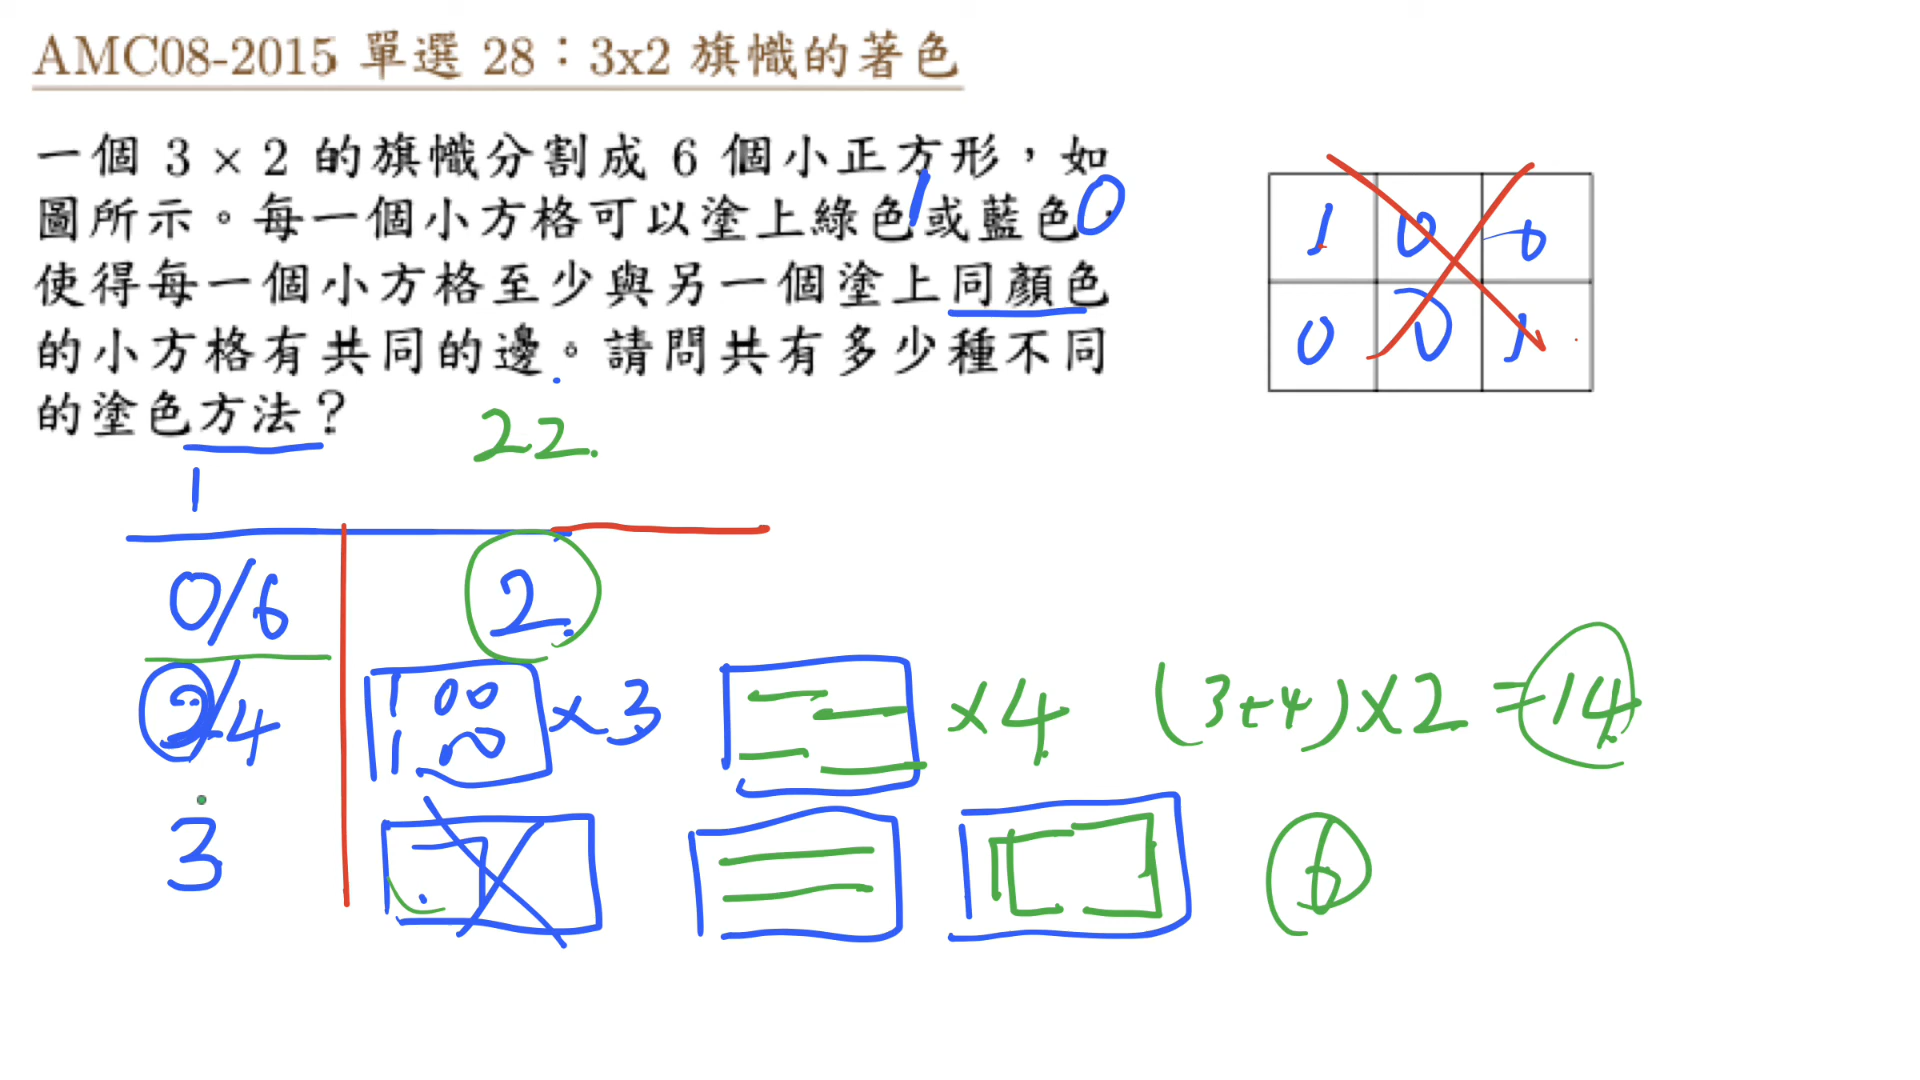 AMC08-2015 單選 28：3x2 旗幟的著色
一個 3 × 2 的旗幟分割成 6 個小正方形，如
圖所示。每一個小方格可以塗上綠色 1 或藍色 0
使得每一個小方格至少與另一個塗上同顏色
的小方格有共同的邊。請問共有多少種不同
的塗色方法？
22.
1 0 0
0 0 1
1
0/6 2
2/4 1 00 ×3 ×4 (3+4)×2=14
1 00
3 6